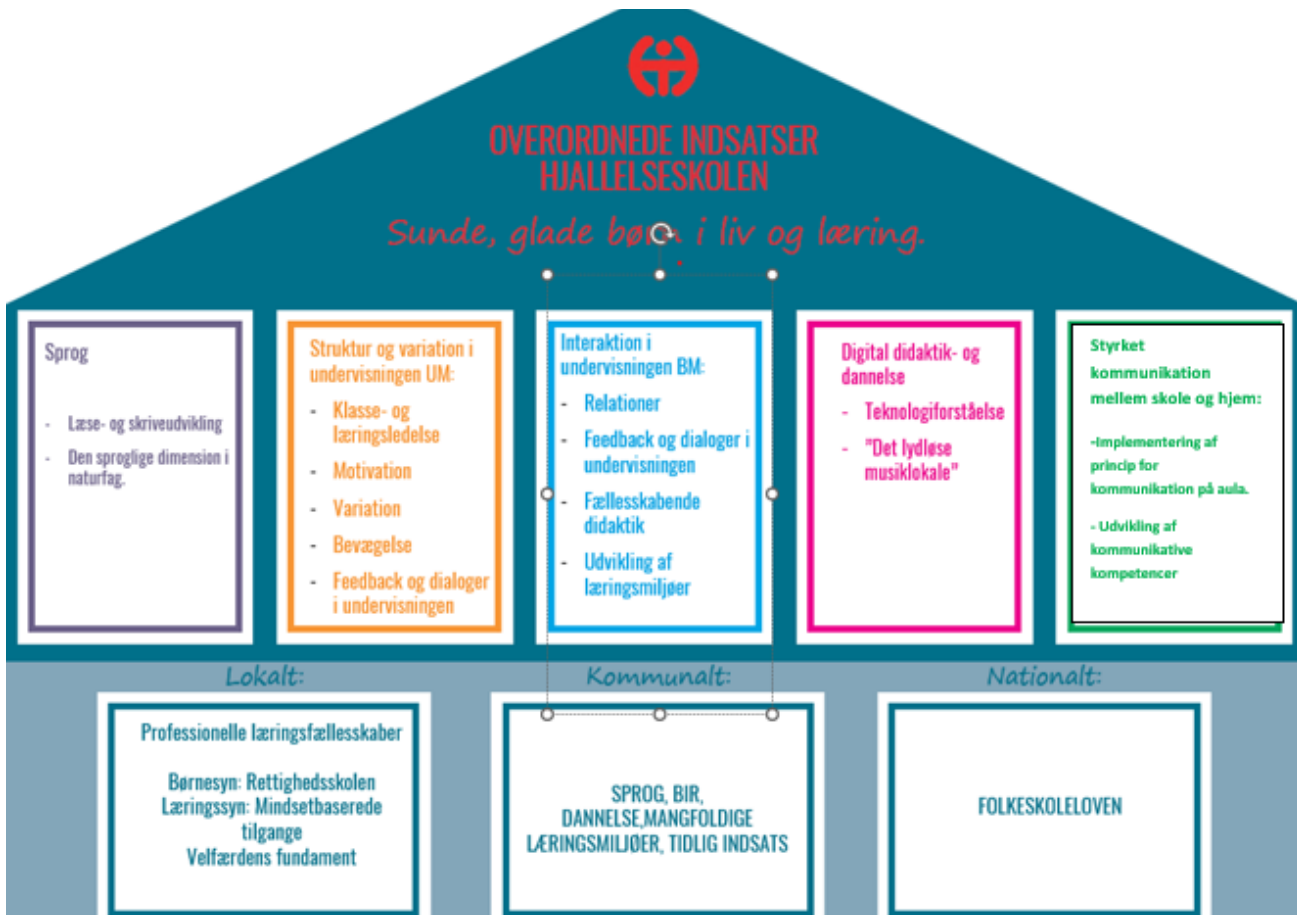 OVERORDNEDE INDSATSER
HJALLELSESKOLEN
Sunde, glade børn i liv og læring.
Sprog
- Læse- og skriveudvikling
- Den sproglige dimension i
naturfag.
Struktur og variation i
undervisningen UM:
- Klasse- og
læringsledelse
- Motivation
- Variation
- Bevægelse
- Feedback og dialoger
i undervisningen
Interaktion i
undervisningen BM:
- Relationer
- Feedback og dialoger i
undervisningen
- Fællesskabende
didaktik
- Udvikling af
læringsmiljøer
Digital didaktik- og
dannelse
- Teknologiforståelse
- "Det lydløse
musiklokale"
Styrket
kommunikation
mellem skole og hjem:
-Implementering af
princip for
kommunikation på aula.
- Udvikling af
kommunikative
kompetencer
Lokalt:
Professionelle læringsfællesskaber
Børnesyn: Rettighedsskolen
Læringssyn: Mindsetbaserede
tilgange
Velfærdens fundament
Kommunalt:
SPROG, BIR,
DANNELSE,MANGFOLDIGE
LÆRINGSMILJØER, TIDLIG INDSATS
Nationalt:
FOLKESKOLELOVEN